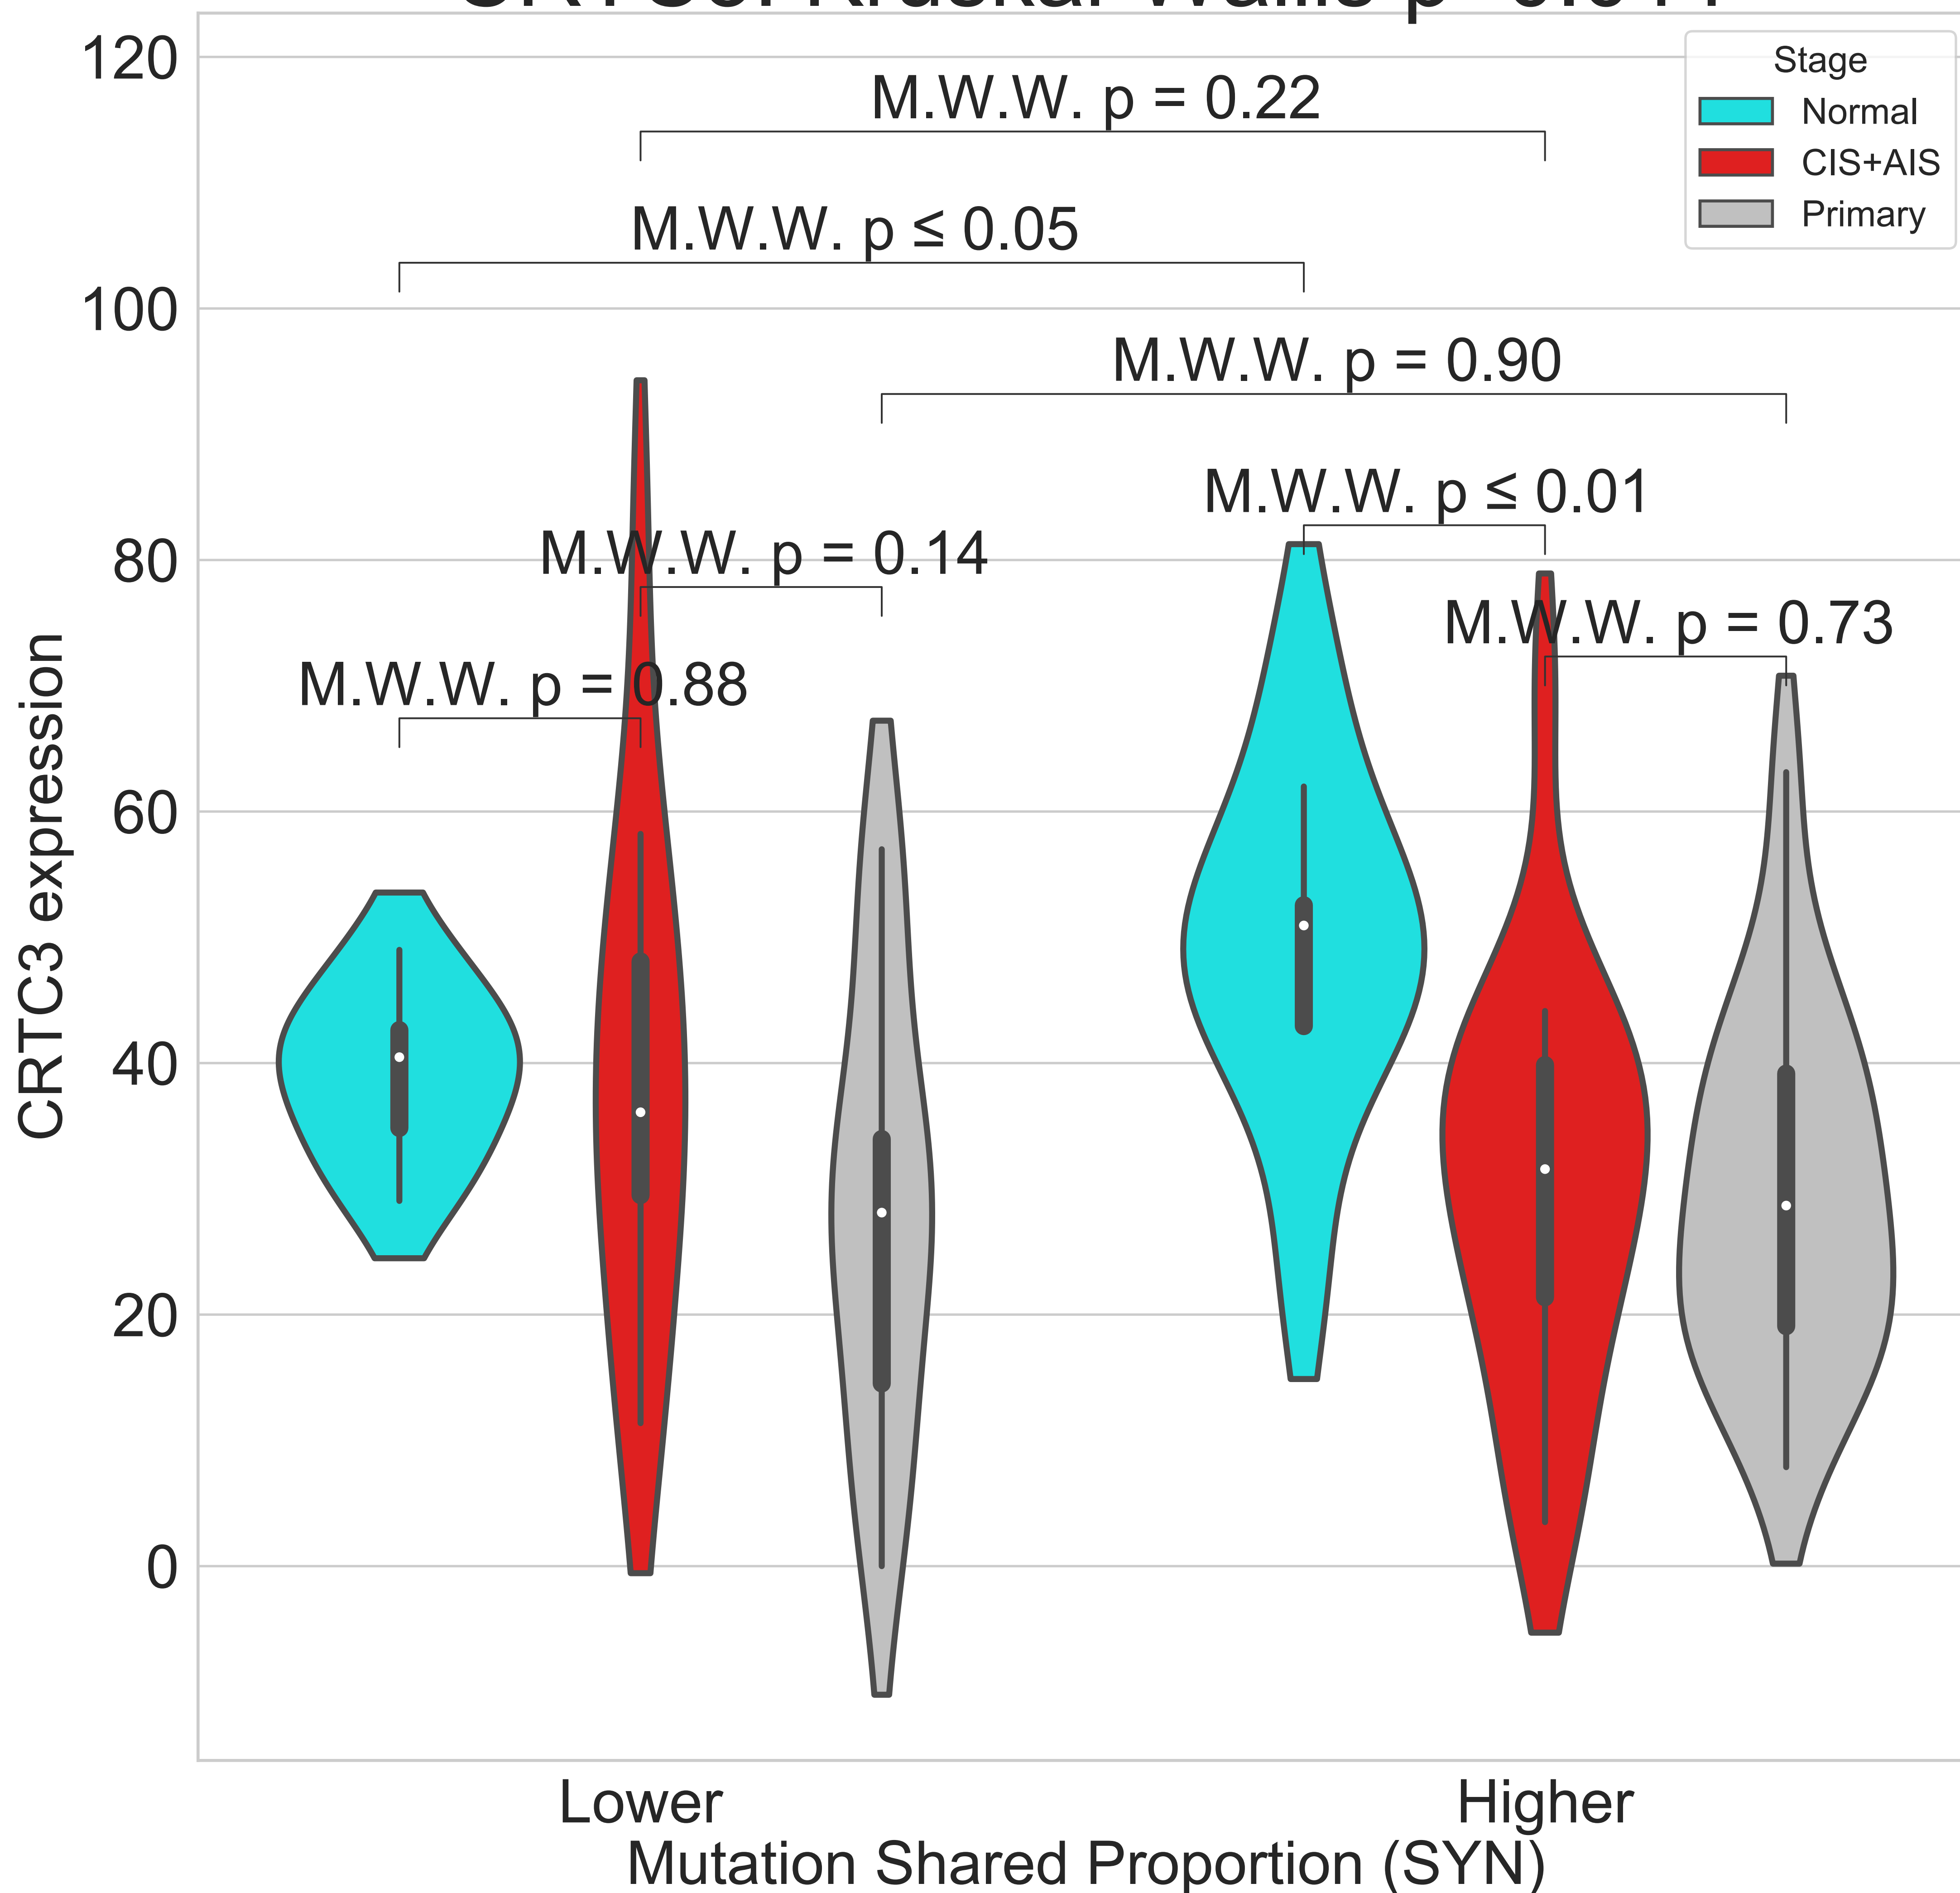 120
Stage
Normal
CIS+AIS
Primary
M.W.W. p = 0.22
M.W.W. p ≤ 0.05
100
M.W.W. p = 0.90
M.W.W. p ≤ 0.01
80
M.W.W. p = 0.14
M.W.W. p = 0.73
M.W.W. p = 0.88
60
40
20
0
CRTC3 expression
Lower
Higher
Mutation Shared Proportion (SYN)